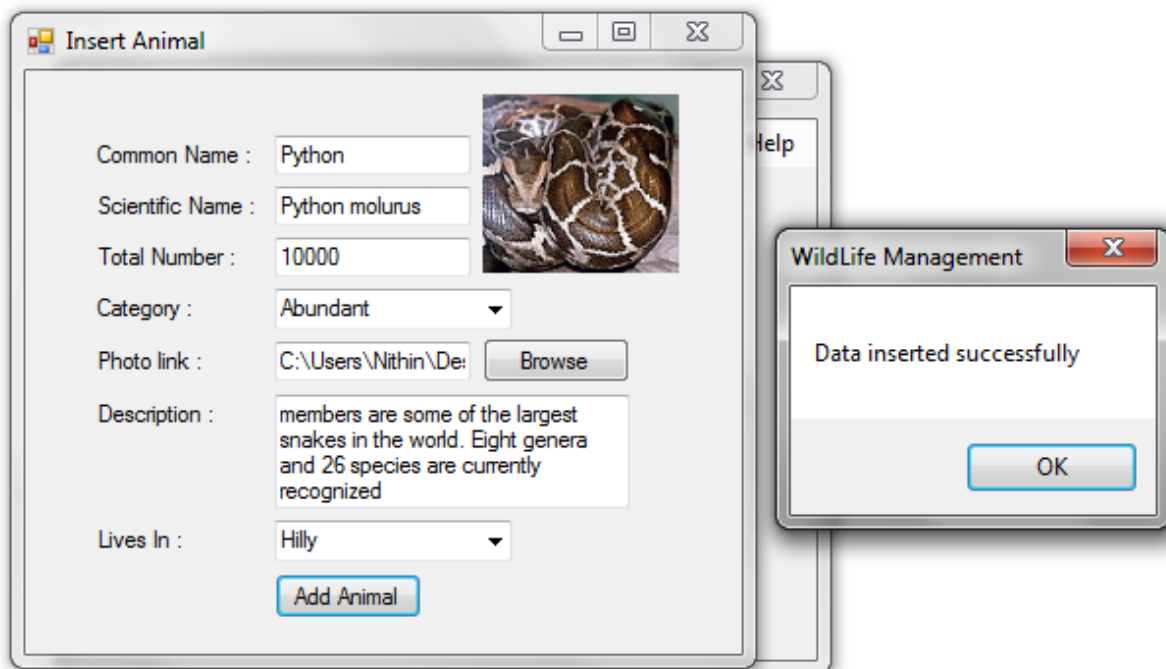 Insert Animal
Help
Common Name :
Python
Scientific Name :
Python molurus
Total Number :
10000
Category :
Abundant
Photo link :
C:\Users\Nithin\Des
Browse
Description :
members are some of the largest
snakes in the world. Eight genera
and 26 species are currently
recognized
Lives In :
Hilly
Add Animal
WildLife Management
Data inserted successfully
OK